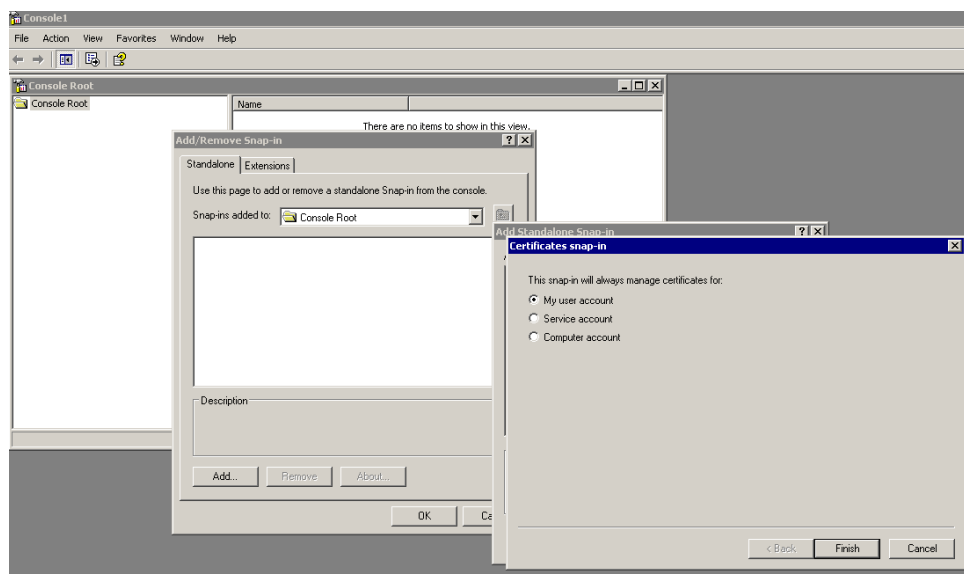 Console1
File Action View Favorites Window Help
Console Root
Console Root
Name
There are no items to show in this view.
Add/Remove Snap-in
Standalone Extensions
Use this page to add or remove a standalone Snap-in from the console.
Snap-ins added to: Console Root
Description
Add... Remove About...
OK
Add Standalone Snap-in
Certificates snap-in
This snap-in will always manage certificates for:
My user account
Service account
Computer account
< Back Finish Cancel